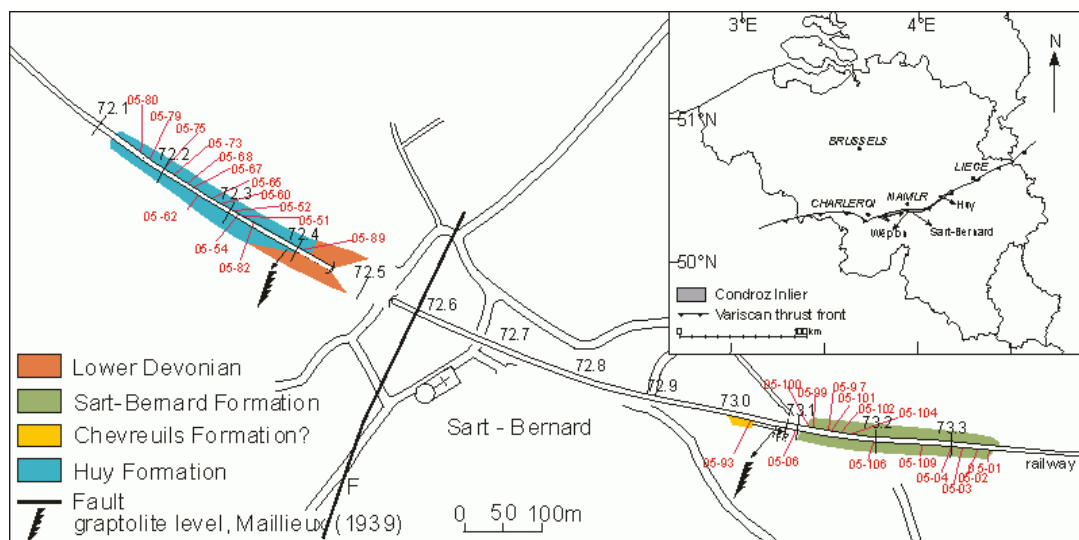 3°E
4°E
N
51°N
BRUSSELS
LIEGE
NAMUR
CHARLEROI
Huy
Wépion
Sart-Bernard
50°N
Condroz Inlier
Variscan thrust front
0
100 km
72.1
05-80
05-79
05-75
72.2
05-73
05-68
05-67
05-65
72.3
05-60
05-52
05-51
05-62
05-54
05-82
72.4
05-89
72.5
72.6
72.7
72.8
72.9
73.0
73.1
05-100
05-99
05-97
05-101
05-102
05-104
73.2
73.3
05-93
05-06
05-106
05-109
05-04
05-03
05-02
05-01
railway
Sart - Bernard
F
Lower Devonian
Sart-Bernard Formation
Chevreuils Formation?
Huy Formation
Fault
graptolite level, Maillieux (1939)
0 50 100m